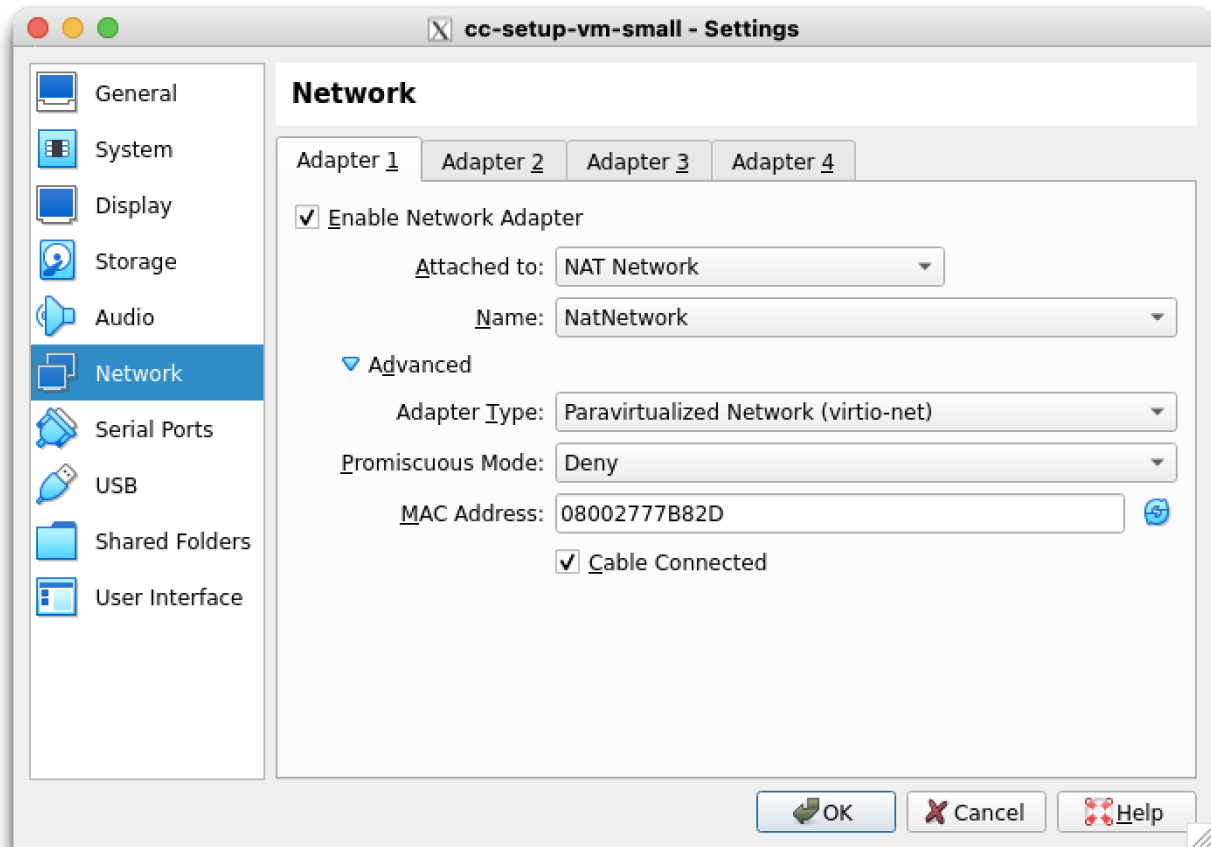 cc-setup-vm-small - Settings
General
System
Display
Storage
Audio
Network
Serial Ports
USB
Shared Folders
User Interface
Network
Adapter 1 Adapter 2 Adapter 3 Adapter 4
Enable Network Adapter
Attached to: NAT Network
Name: NatNetwork
Advanced
Adapter Type: Paravirtualized Network (virtio-net)
Promiscuous Mode: Deny
MAC Address: 08002777B82D
Cable Connected
OK Cancel Help